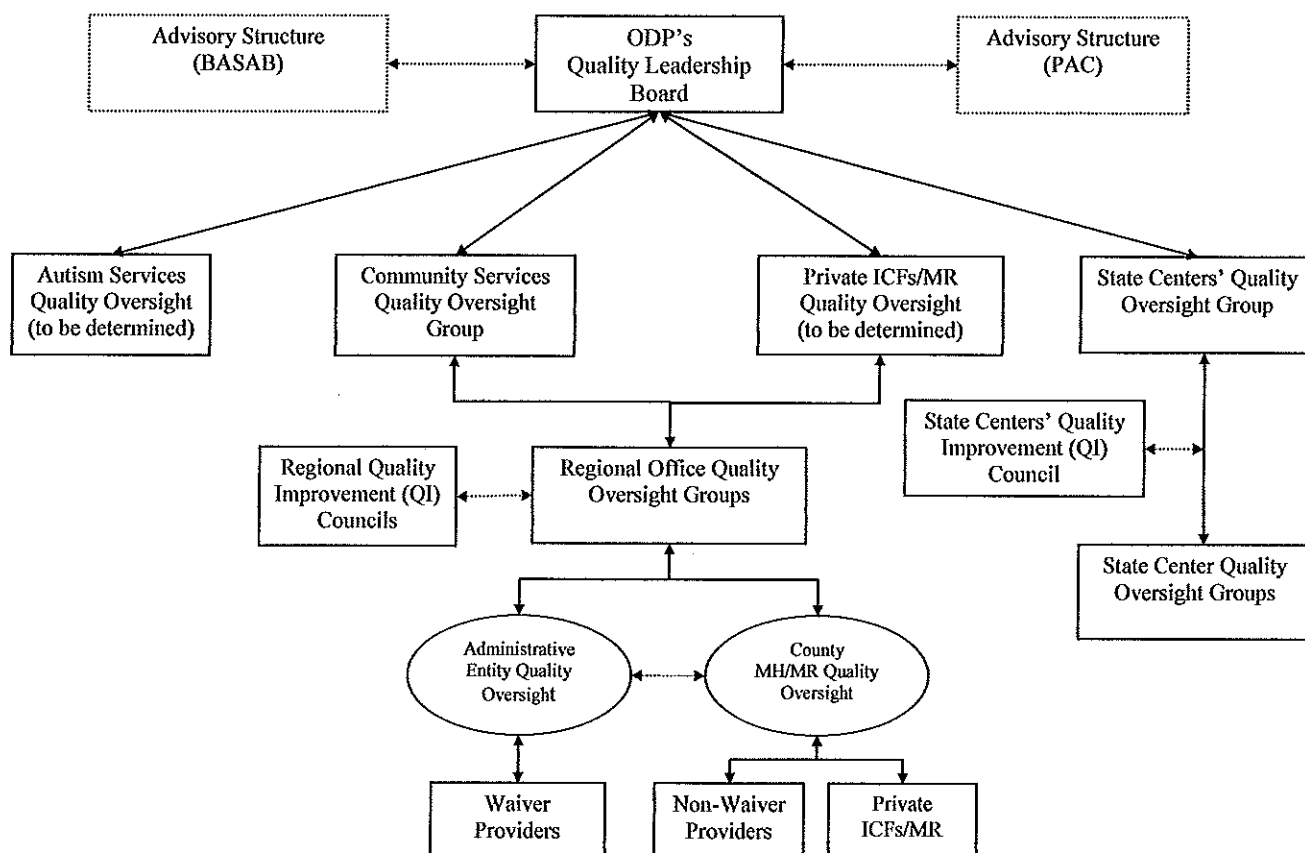 Advisory Structure
(BASAB)
ODP's
Quality Leadership
Board
Advisory Structure
(PAC)
Autism Services
Quality Oversight
(to be determined)
Community Services
Quality Oversight
Group
Private ICFs/MR
Quality Oversight
(to be determined)
State Centers' Quality
Oversight Group
State Centers' Quality
Improvement (QI)
Council
Regional Quality
Improvement (QI)
Councils
Regional Office Quality
Oversight Groups
State Center Quality
Oversight Groups
Administrative
Entity Quality
Oversight
County
MH/MR Quality
Oversight
Waiver
Providers
Non-Waiver
Providers
Private
ICFs/MR